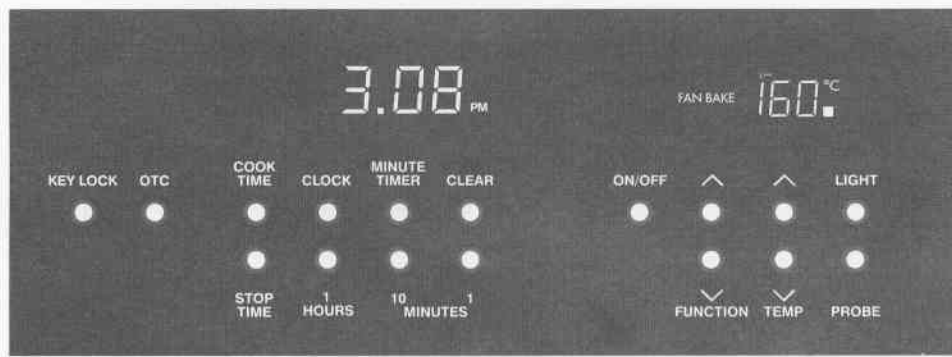 3.08 PM
FAN BAKE 160 °C
KEY LOCK OTC COOK TIME CLOCK MINUTE TIMER CLEAR ON/OFF LIGHT
STOP TIME 1 HOURS 10 1 MINUTES FUNCTION TEMP PROBE